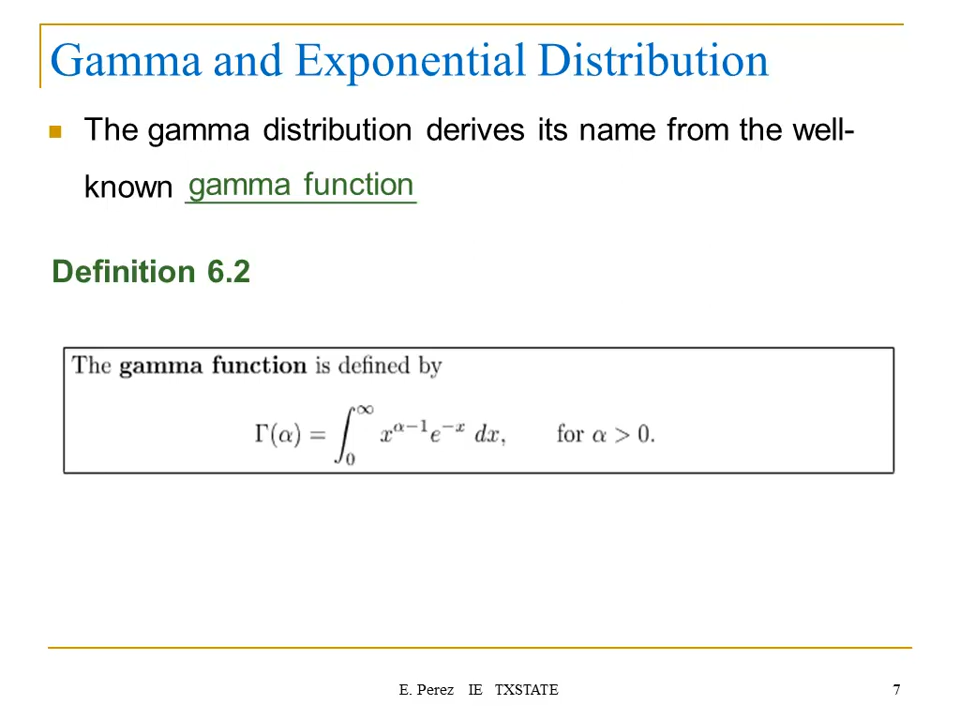 Gamma and Exponential Distribution
The gamma distribution derives its name from the well-
known gamma function
Definition 6.2
The gamma function is defined by
Γ(α) = ∫₀^∞ x^{α−1}e^{−x} dx, for α > 0.
E. Perez IE TXSTATE 7